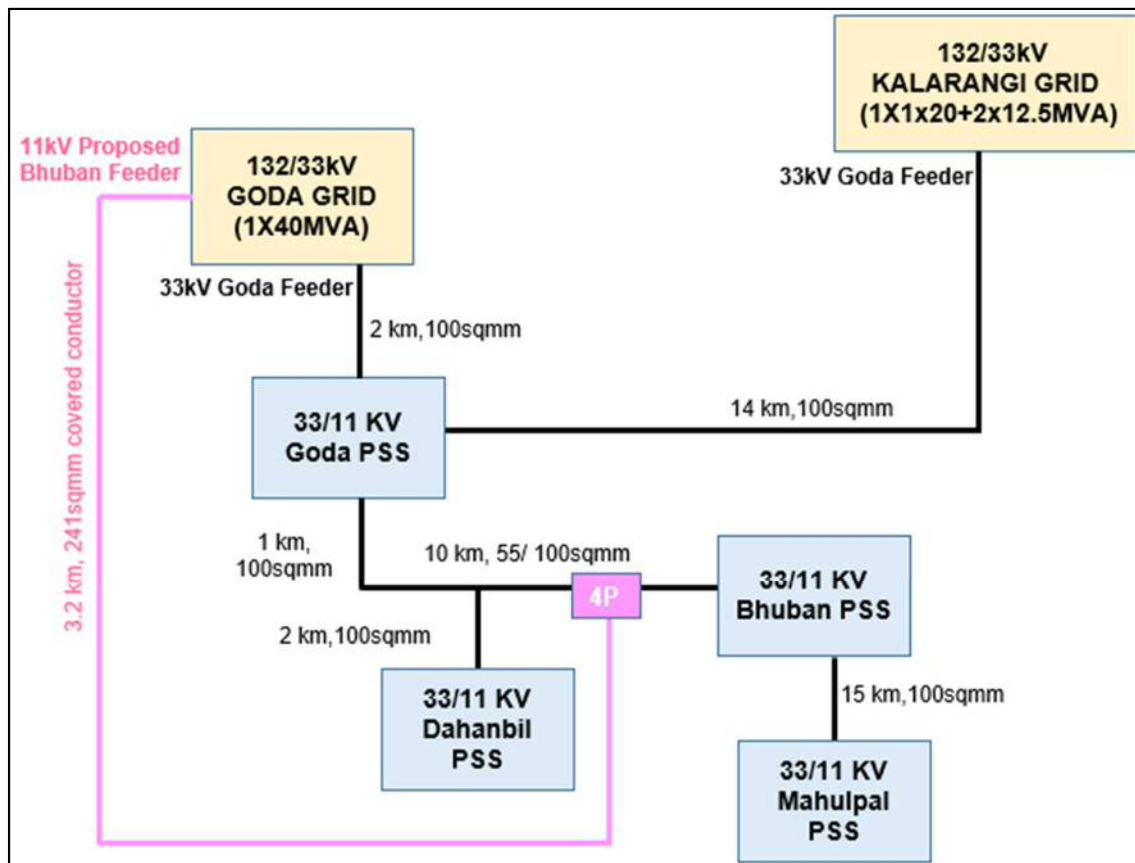 132/33kV
KALARANGI GRID
(1X1x20+2x12.5MVA)
11kV Proposed
Bhuban Feeder
132/33kV
GODA GRID
(1X40MVA)
33kV Goda Feeder
33kV Goda Feeder
2 km,100sqmm
3.2 km, 241sqmm covered conductor
33/11 KV
Goda PSS
14 km,100sqmm
1 km,
100sqmm
10 km, 55/ 100sqmm
4P
33/11 KV
Bhuban PSS
2 km,100sqmm
33/11 KV
Dahanbil
PSS
15 km,100sqmm
33/11 KV
Mahulpal
PSS